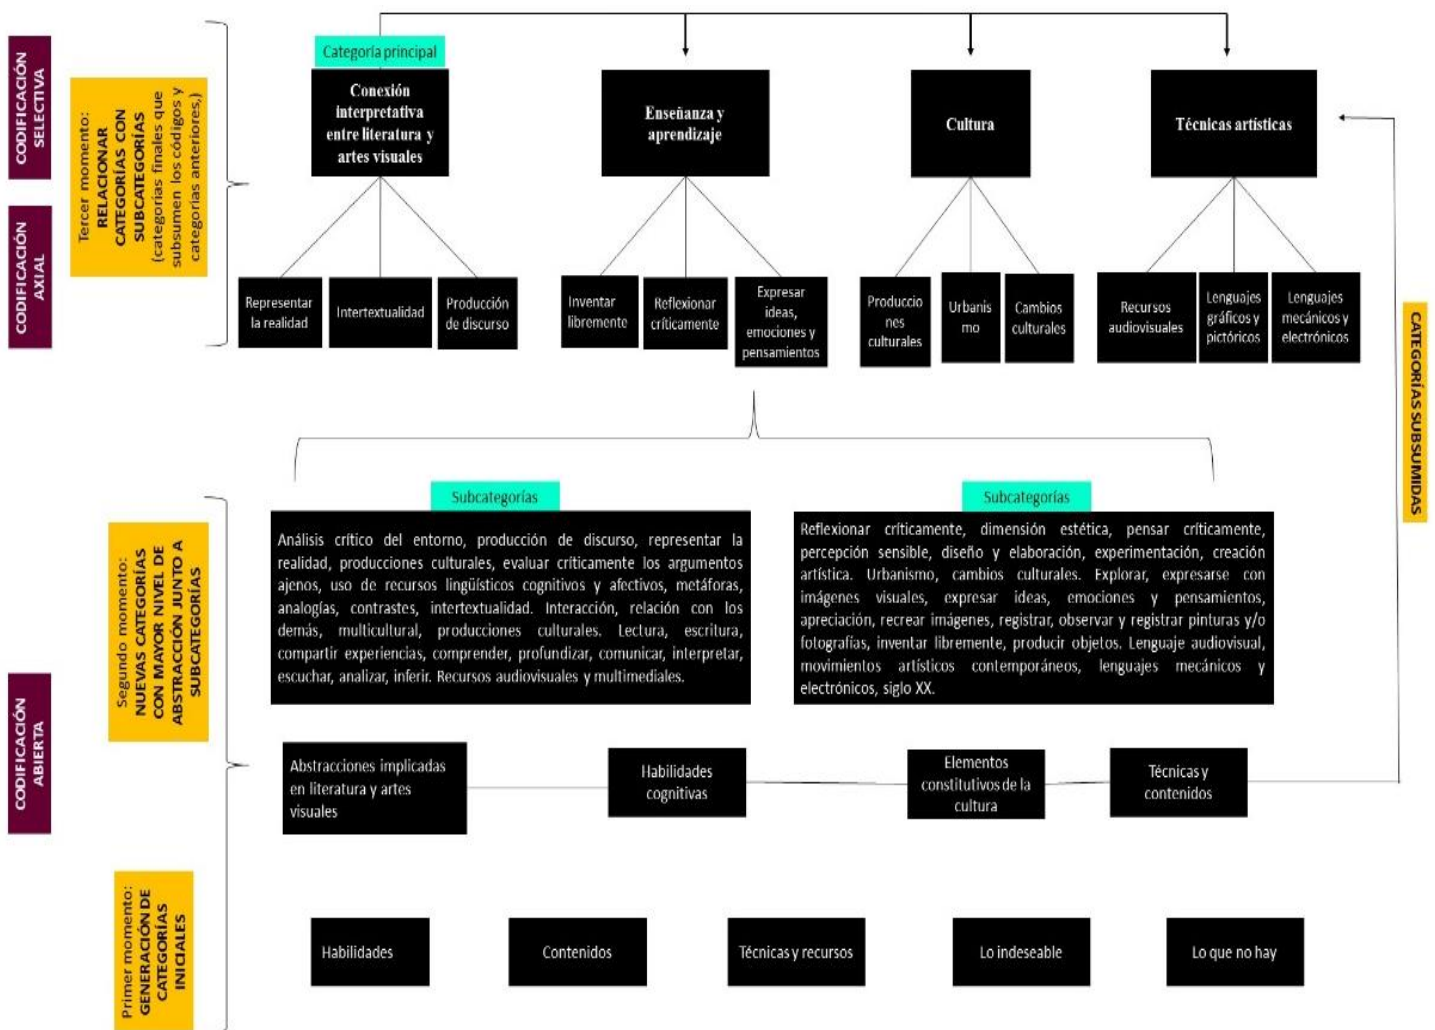 CODIFICACIÓN
SELECTIVA
CODIFICACIÓN
AXIAL
Tercer momento:
RELACIONAR
CATEGORÍAS CON
SUBCATEGORÍAS
(categorías finales que
subsumen los códigos y
categorías anteriores,)
Categoría principal
Conexión
interpretativa
entre literatura y
artes visuales
Enseñanza y
aprendizaje
Cultura
Técnicas artísticas
Representar
la realidad
Intertextualidad
Producción
de discurso
Inventar
libremente
Reflexionar
críticamente
Expresar
ideas,
emociones y
pensamientos
Produccio
nes
culturales
Urbanis
mo
Cambios
culturales
Recursos
audiovisuales
Lenguajes
gráficos y
pictóricos
Lenguajes
mecánicos y
electrónicos
CATEGORÍAS SUBSUMIDAS
CODIFICACIÓN
ABIERTA
Segundo momento:
NUEVAS CATEGORÍAS
CON MAYOR NIVEL DE
ABSTRACCIÓN JUNTO A
SUBCATEGORÍAS
Subcategorías
Análisis crítico del entorno, producción de discurso, representar la
realidad, producciones culturales, evaluar críticamente los argumentos
ajenos, uso de recursos lingüísticos cognitivos y afectivos, metáforas,
analogías, contrastes, intertextualidad. Interacción, relación con los
demás, multicultural, producciones culturales. Lectura, escritura,
compartir experiencias, comprender, profundizar, comunicar, interpretar,
escuchar, analizar, inferir. Recursos audiovisuales y multimediales.
Subcategorías
Reflexionar críticamente, dimensión estética, pensar críticamente,
percepción sensible, diseño y elaboración, experimentación, creación
artística. Urbanismo, cambios culturales. Explorar, expresarse con
imágenes visuales, expresar ideas, emociones y pensamientos,
apreciación, recrear imágenes, registrar, observar y registrar pinturas y/o
fotografías, inventar libremente, producir objetos. Lenguaje audiovisual,
movimientos artísticos contemporáneos, lenguajes mecánicos y
electrónicos, siglo XX.
Abstracciones implicadas
en literatura y artes
visuales
Habilidades
cognitivas
Elementos
constitutivos de la
cultura
Técnicas y
contenidos
Primer momento:
GENERACIÓN DE
CATEGORÍAS
INICIALES
Habilidades
Contenidos
Técnicas y recursos
Lo indeseable
Lo que no hay